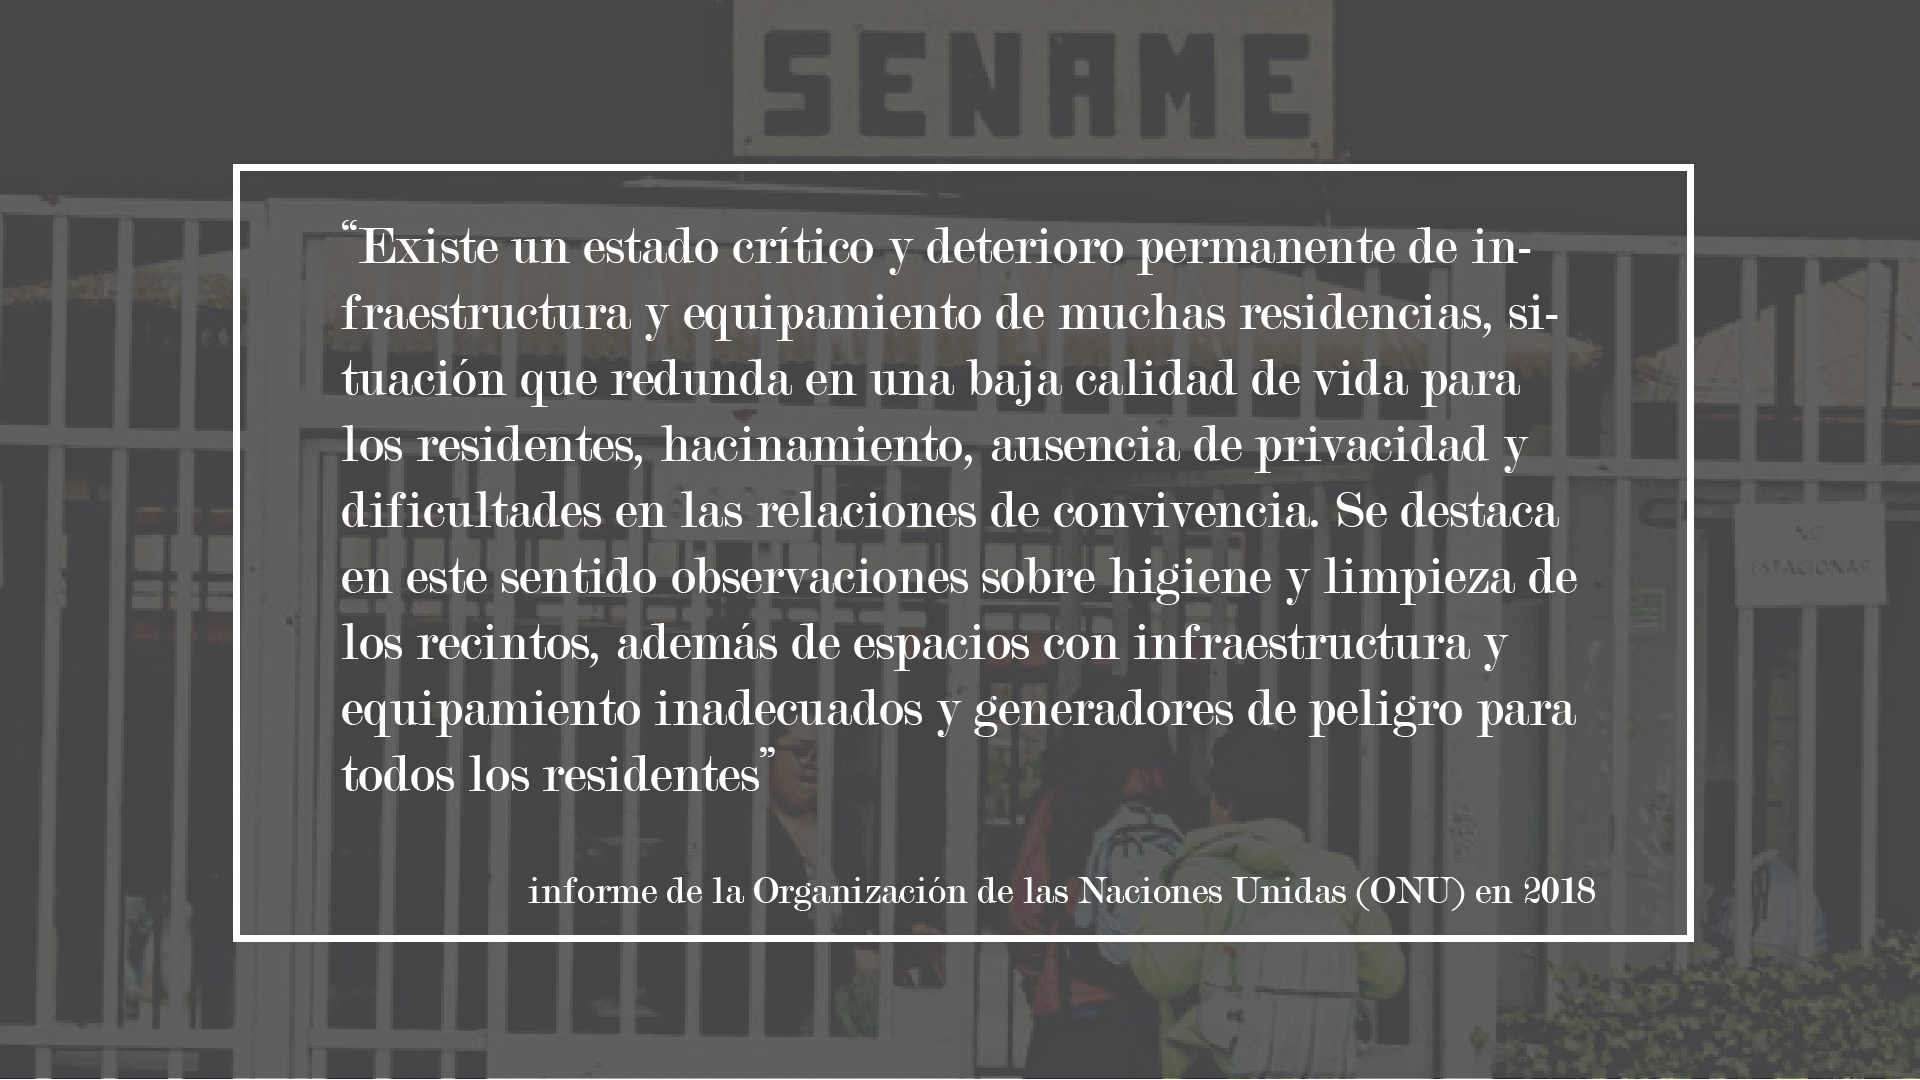 SENAME
“Existe un estado crítico y deterioro permanente de in-
fraestructura y equipamiento de muchas residencias, si-
tuación que redunda en una baja calidad de vida para
los residentes, hacinamiento, ausencia de privacidad y
dificultades en las relaciones de convivencia. Se destaca
en este sentido observaciones sobre higiene y limpieza de
los recintos, además de espacios con infraestructura y
equipamiento inadecuados y generadores de peligro para
todos los residentes”
informe de la Organización de las Naciones Unidas (ONU) en 2018
NO
ESTACIONAR